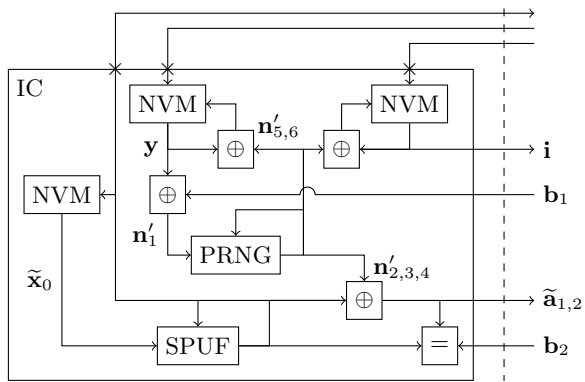 IC
NVM
NVM
n′5,6
y
⊕
⊕
i
NVM
⊕
b1
n′1
PRNG
n′2,3,4
x̃0
⊕
ã1,2
SPUF
=
b2